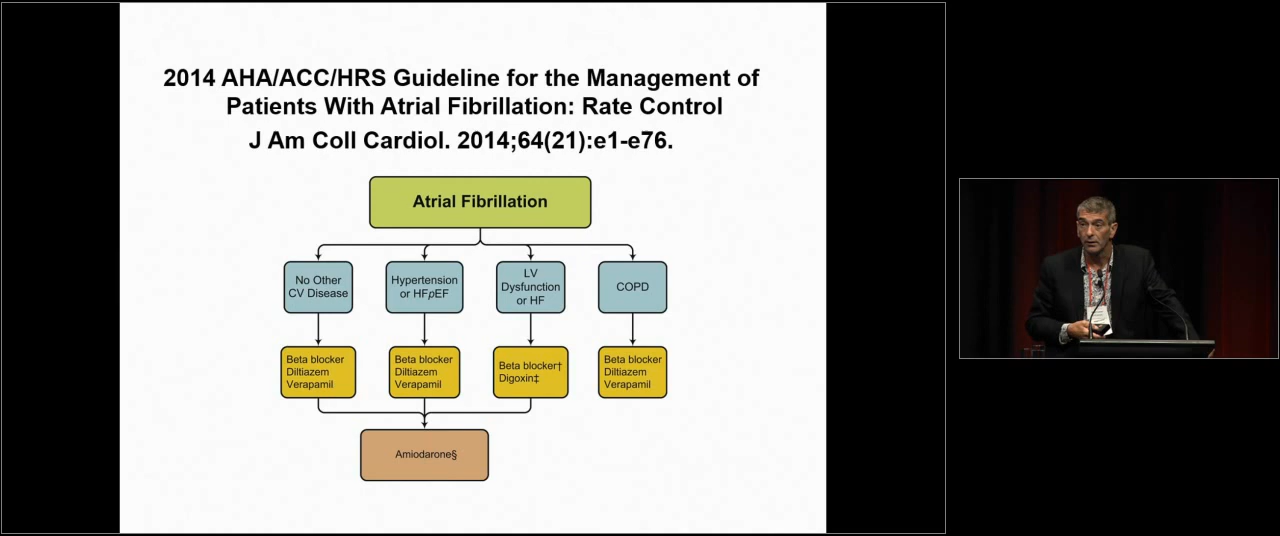 2014 AHA/ACC/HRS Guideline for the Management of
Patients With Atrial Fibrillation: Rate Control
J Am Coll Cardiol. 2014;64(21):e1-e76.
Atrial Fibrillation
No Other
CV Disease
Hypertension
or HFpEF
LV
Dysfunction
or HF
COPD
Beta blocker
Diltiazem
Verapamil
Beta blocker
Diltiazem
Verapamil
Beta blocker†
Digoxin‡
Beta blocker
Diltiazem
Verapamil
Amiodarone§